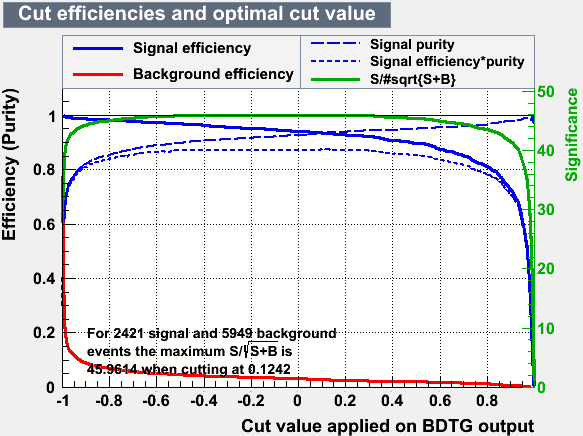 Cut efficiencies and optimal cut value
Signal efficiency
Background efficiency
Signal purity
Signal efficiency*purity
S/#sqrt{S+B}
Efficiency (Purity)
1
0.8
0.6
0.4
0.2
0
Significance
50
40
30
20
10
0
For 2421 signal and 5949 background
events the maximum S/√S+B is
45.9614 when cutting at 0.1242
-1 -0.8 -0.6 -0.4 -0.2 0 0.2 0.4 0.6 0.8
Cut value applied on BDTG output